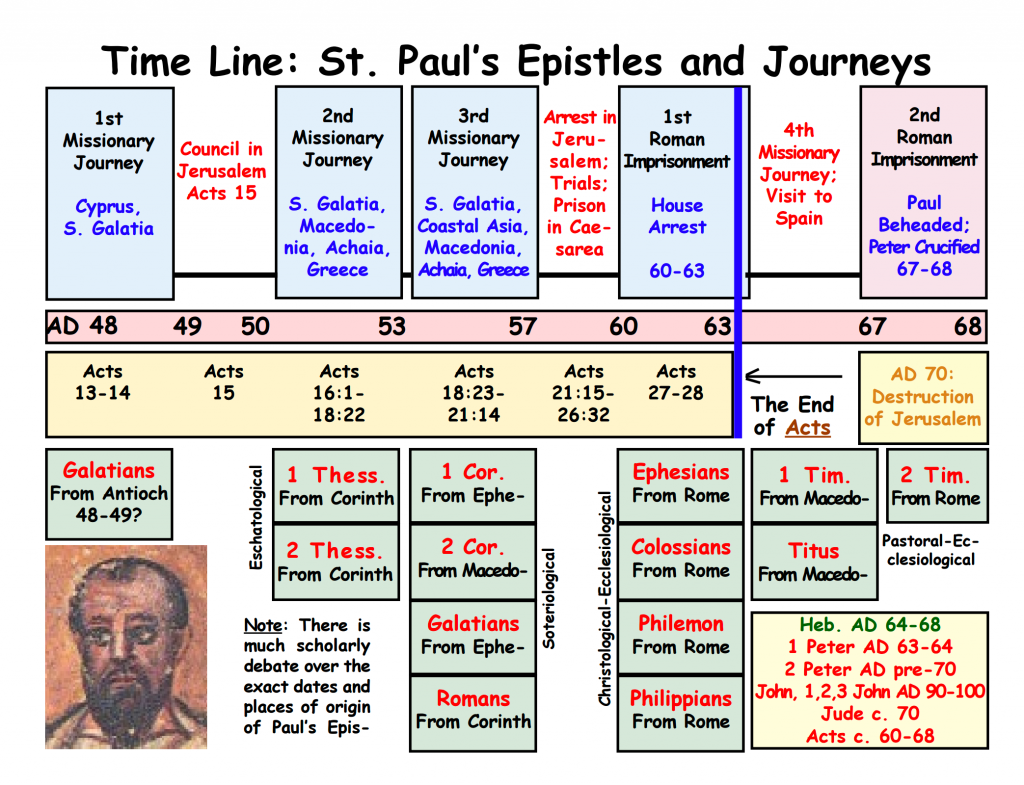 Time Line: St. Paul's Epistles and Journeys
1st
Missionary
Journey
Cyprus,
S. Galatia
Council in
Jerusalem
Acts 15
2nd
Missionary
Journey
S. Galatia,
Macedo-
nia, Achaia,
Greece
3rd
Missionary
Journey
S. Galatia,
Coastal Asia,
Macedonia,
Achaia, Greece
Arrest in
Jeru-
salem;
Trials;
Prison
in Cae-
sarea
1st
Roman
Imprisonment
House
Arrest
60-63
4th
Missionary
Journey;
Visit to
Spain
2nd
Roman
Imprisonment
Paul
Beheaded;
Peter Crucified
67-68
AD 48 49 50 53 57 60 63 67 68
Acts
13-14
Acts
15
Acts
16:1-
18:22
Acts
18:23-
21:14
Acts
21:15-
26:32
Acts
27-28
The End
of Acts
AD 70:
Destruction
of Jerusalem
Galatians
From Antioch
48-49?
Eschatological
1 Thess.
From Corinth
2 Thess.
From Corinth
Note: There is
much scholarly
debate over the
exact dates and
places of origin
of Paul's Epis-
1 Cor.
From Ephe-
2 Cor.
From Macedo-
Galatians
From Ephe-
Romans
From Corinth
Soteriological
Christological-Ecclesiological
Ephesians
From Rome
Colossians
From Rome
Philemon
From Rome
Philippians
From Rome
1 Tim.
From Macedo-
Titus
From Macedo-
2 Tim.
From Rome
Pastoral-Ec-
clesiological
Heb. AD 64-68
1 Peter AD 63-64
2 Peter AD pre-70
John, 1,2,3 John AD 90-100
Jude c. 70
Acts c. 60-68